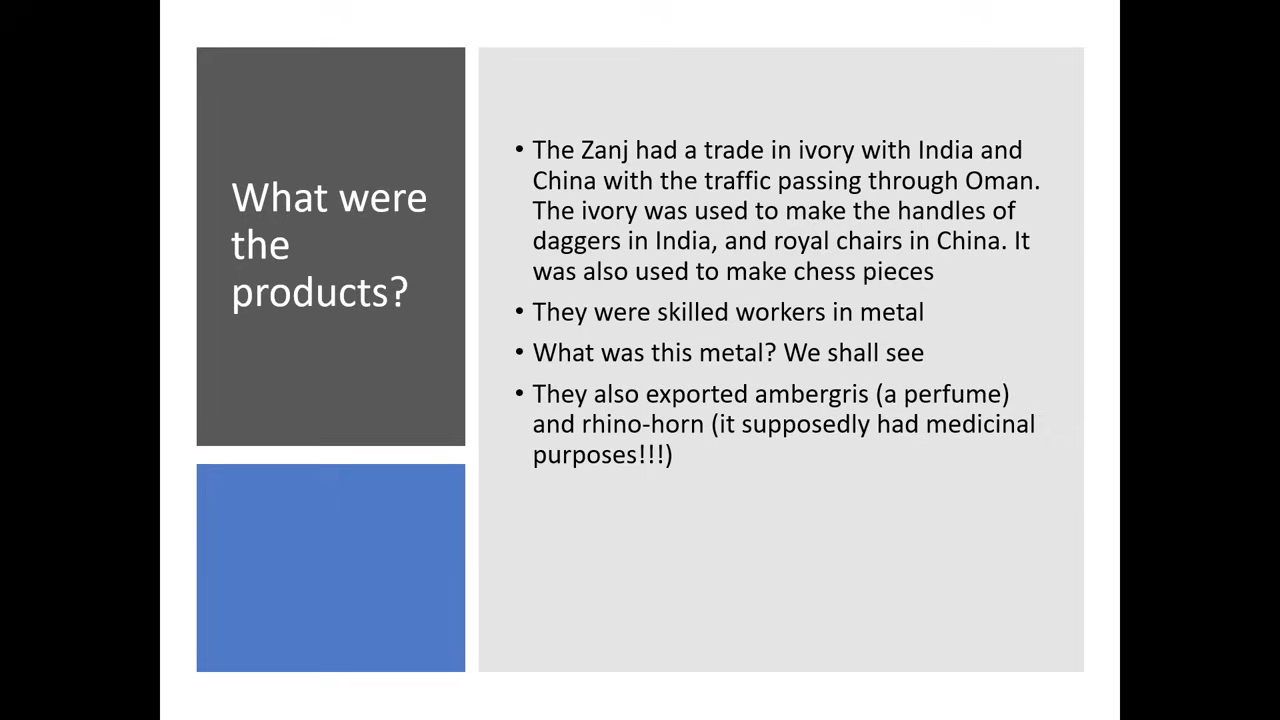 What were
the
products?
• The Zanj had a trade in ivory with India and
China with the traffic passing through Oman.
The ivory was used to make the handles of
daggers in India, and royal chairs in China. It
was also used to make chess pieces
• They were skilled workers in metal
• What was this metal? We shall see
• They also exported ambergris (a perfume)
and rhino-horn (it supposedly had medicinal
purposes!!!)